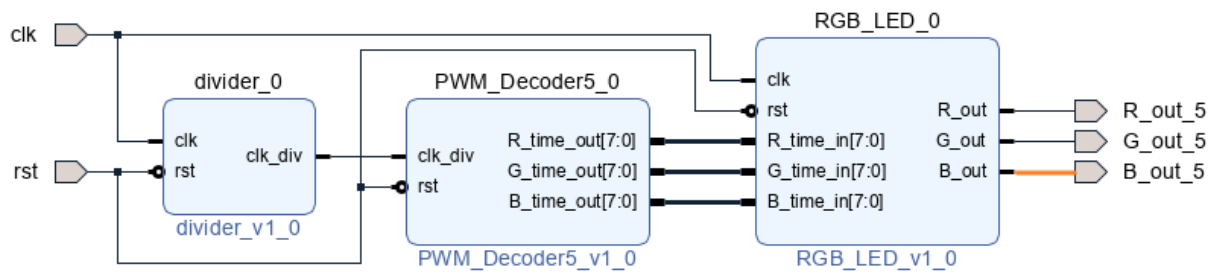 clk
rst
divider_0
clk
rst
clk_div
divider_v1_0
PWM_Decoder5_0
clk_div
rst
R_time_out[7:0]
G_time_out[7:0]
B_time_out[7:0]
PWM_Decoder5_v1_0
RGB_LED_0
clk
rst
R_time_in[7:0]
G_time_in[7:0]
B_time_in[7:0]
R_out
G_out
B_out
RGB_LED_v1_0
R_out_5
G_out_5
B_out_5